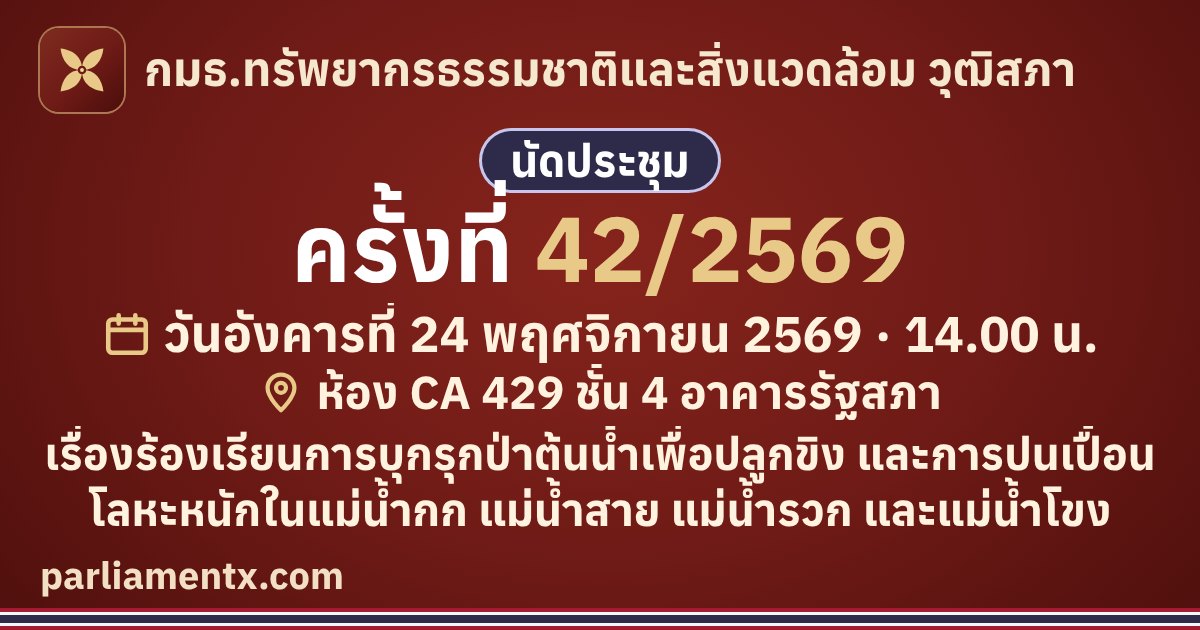 กมธ.ทรัพยากรธรรมชาติและสิ่งแวดล้อม วุฒิสภา
นัดประชุม
ครั้งที่ 42/2569
วันอังคารที่ 24 พฤศจิกายน 2569 · 14.00 น.
ห้อง CA 429 ชั้น 4 อาคารรัฐสภา
เรื่องร้องเรียนการบุกรุกป่าต้นน้ำเพื่อปลูกขิง และการปนเปื้อน
โลหะหนักในแม่น้ำกก แม่น้ำสาย แม่น้ำรวก และแม่น้ำโขง
parliamentx.com